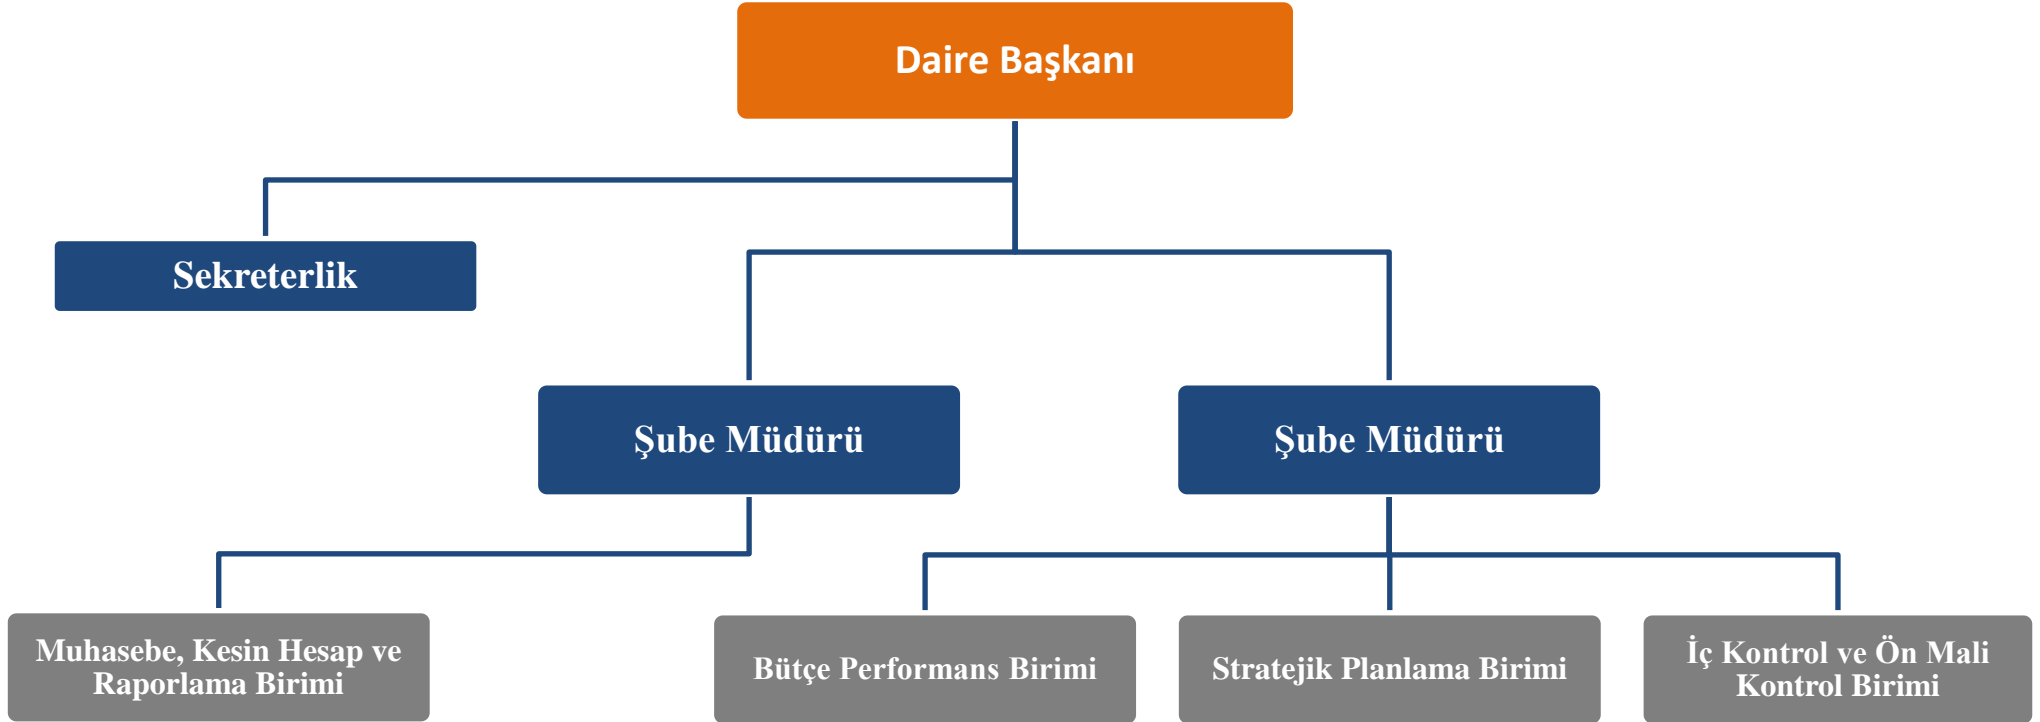 Daire Başkanı
Sekreterlik
Şube Müdürü
Şube Müdürü
Muhasebe, Kesin Hesap ve
Raporlama Birimi
Bütçe Performans Birimi
Stratejik Planlama Birimi
İç Kontrol ve Ön Mali
Kontrol Birimi